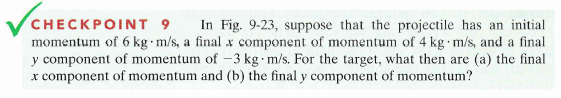 CHECKPOINT 9 In Fig. 9-23, suppose that the projectile has an initial
momentum of 6 kg·m/s, a final x component of momentum of 4 kg·m/s, and a final
y component of momentum of −3 kg·m/s. For the target, what then are (a) the final
x component of momentum and (b) the final y component of momentum?